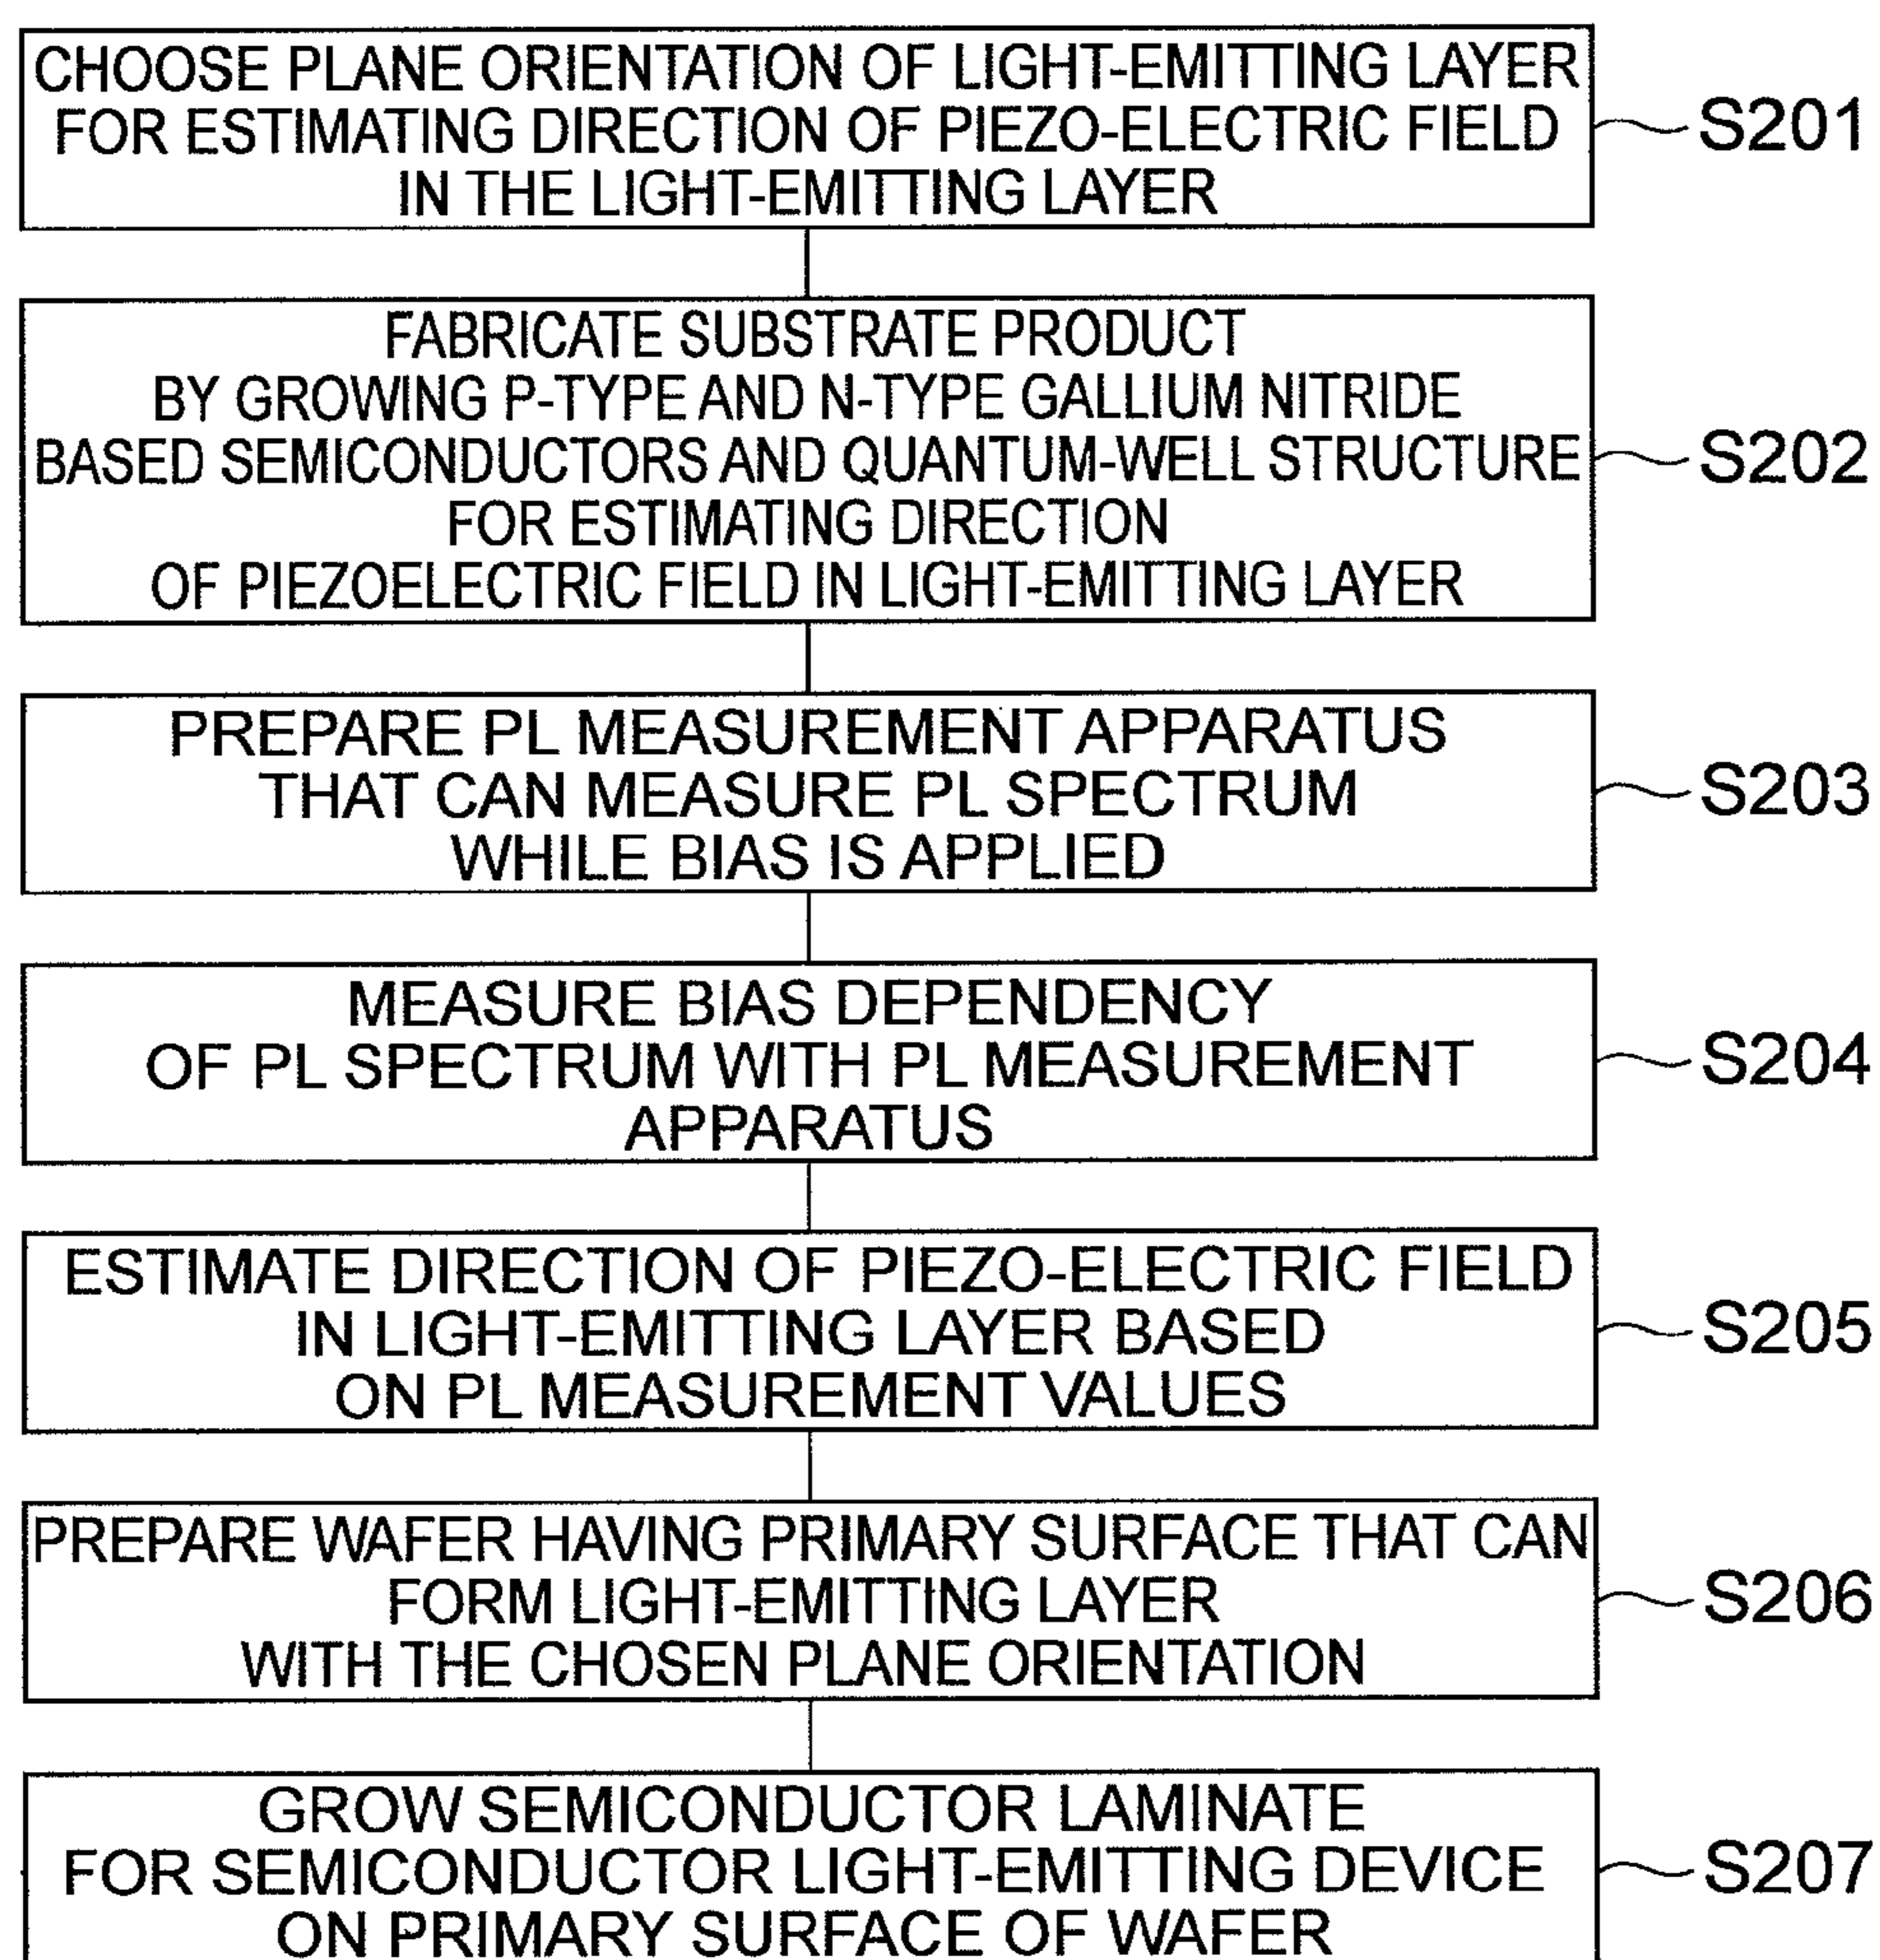 CHOOSE PLANE ORIENTATION OF LIGHT-EMITTING LAYER
FOR ESTIMATING DIRECTION OF PIEZO-ELECTRIC FIELD
IN THE LIGHT-EMITTING LAYER
S201
FABRICATE SUBSTRATE PRODUCT
BY GROWING P-TYPE AND N-TYPE GALLIUM NITRIDE
BASED SEMICONDUCTORS AND QUANTUM-WELL STRUCTURE
FOR ESTIMATING DIRECTION
OF PIEZOELECTRIC FIELD IN LIGHT-EMITTING LAYER
S202
PREPARE PL MEASUREMENT APPARATUS
THAT CAN MEASURE PL SPECTRUM
WHILE BIAS IS APPLIED
S203
MEASURE BIAS DEPENDENCY
OF PL SPECTRUM WITH PL MEASUREMENT
APPARATUS
S204
ESTIMATE DIRECTION OF PIEZO-ELECTRIC FIELD
IN LIGHT-EMITTING LAYER BASED
ON PL MEASUREMENT VALUES
S205
PREPARE WAFER HAVING PRIMARY SURFACE THAT CAN
FORM LIGHT-EMITTING LAYER
WITH THE CHOSEN PLANE ORIENTATION
S206
GROW SEMICONDUCTOR LAMINATE
FOR SEMICONDUCTOR LIGHT-EMITTING DEVICE
ON PRIMARY SURFACE OF WAFER
S207